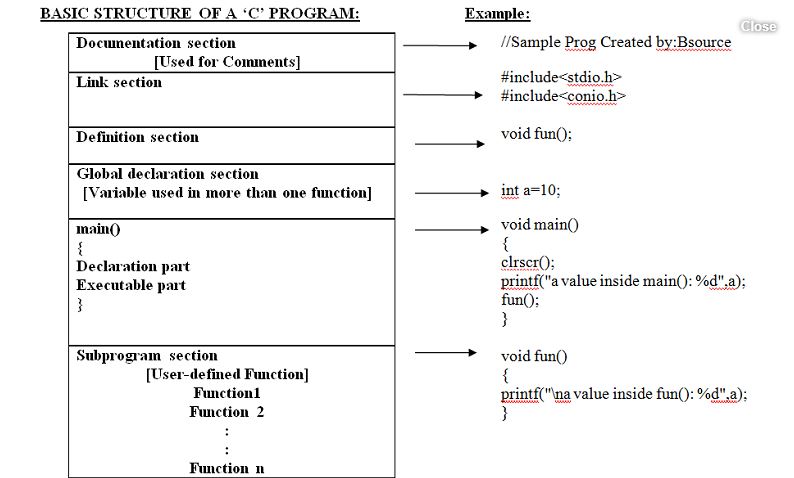 BASIC STRUCTURE OF A ‘C’ PROGRAM:
Documentation section
[Used for Comments]
Link section
Definition section
Global declaration section
[Variable used in more than one function]
main()
{
Declaration part
Executable part
}
Subprogram section
[User-defined Function]
Function1
Function 2
:
:
Function n
Example:
Close
//Sample Prog Created by:Bsource
#include<stdio.h>
#include<conio.h>
void fun();
int a=10;
void main()
{
clrscr();
printf("a value inside main(): %d",a);
fun();
}
void fun()
{
printf("\na value inside fun(): %d",a);
}